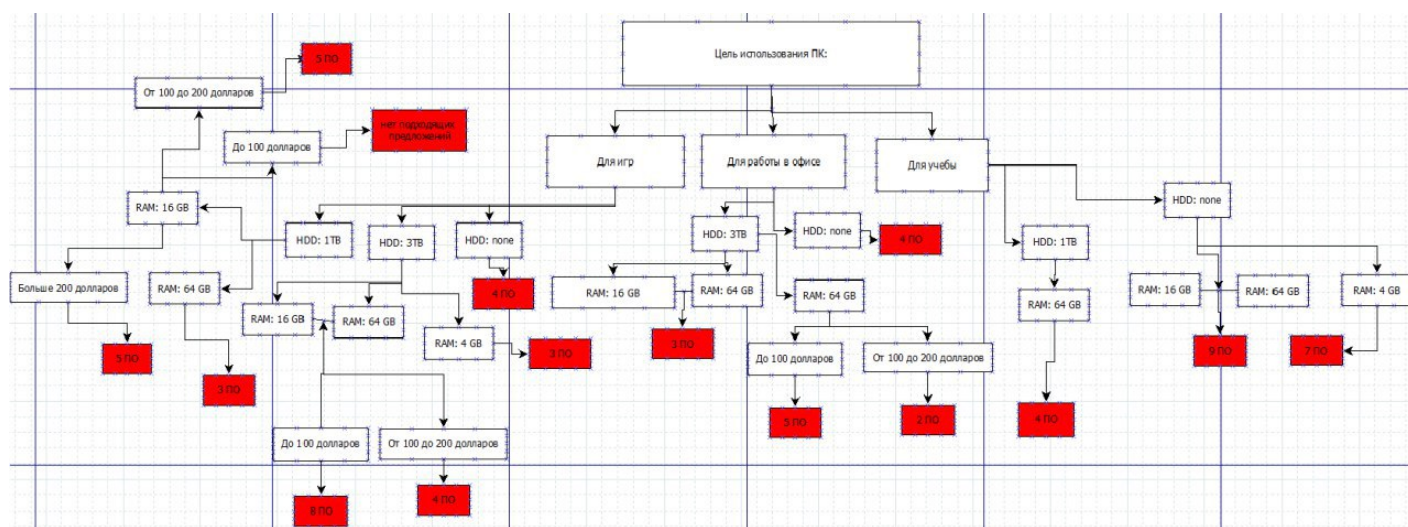 Цель использования ПК:
5 ПО
От 100 до 200 долларов
нет подходящих
предложений
До 100 долларов
Для игр
Для работы в офисе
Для учебы
RAM: 16 GB
HDD: 1TB
HDD: 3TB
HDD: none
HDD: 3TB
HDD: none
4 ПО
HDD: 1TB
HDD: none
Больше 200 долларов
RAM: 64 GB
4 ПО
RAM: 16 GB
RAM: 64 GB
RAM: 64 GB
RAM: 64 GB
RAM: 16 GB
RAM: 64 GB
RAM: 4 GB
RAM: 16 GB
RAM: 64 GB
RAM: 4 GB
5 ПО
3 ПО
3 ПО
3 ПО
До 100 долларов
От 100 до 200 долларов
9 ПО
7 ПО
5 ПО
2 ПО
4 ПО
До 100 долларов
От 100 до 200 долларов
8 ПО
4 ПО